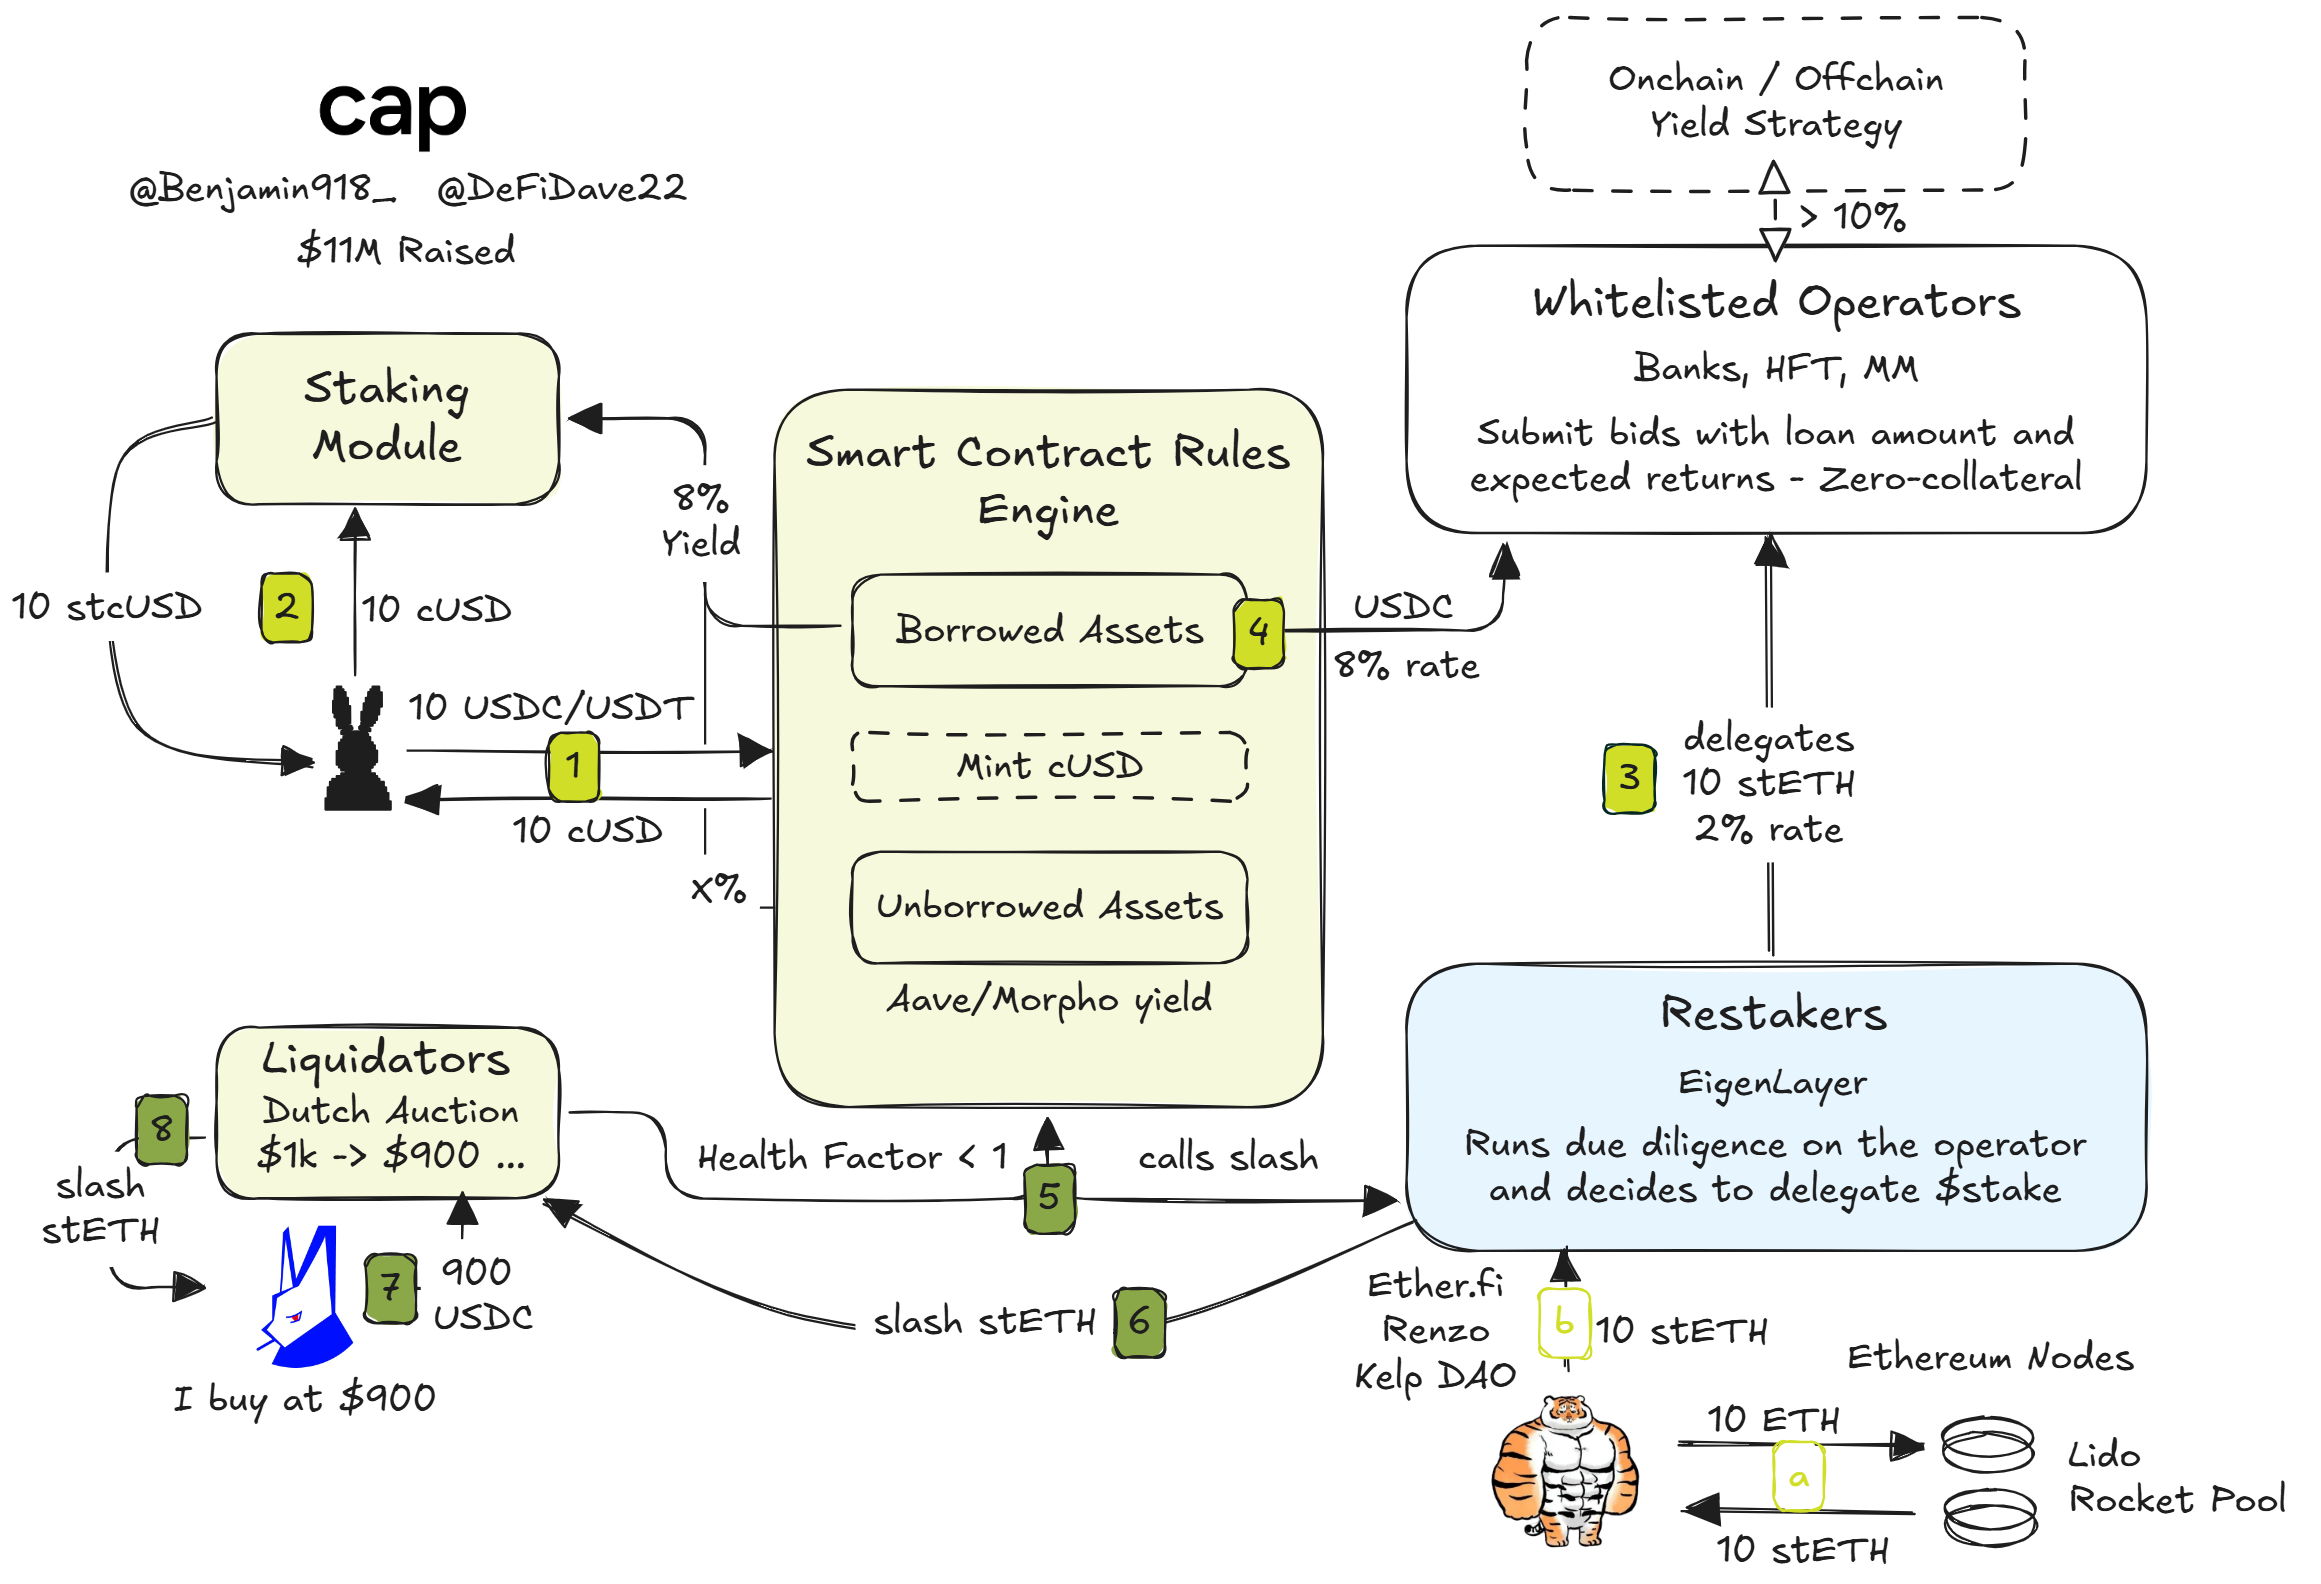 cap
@Benjamin918_ @DeFiDave22
$11M Raised
Onchain / Offchain
Yield Strategy
> 10%
Whitelisted Operators
Banks, HFT, MM
Submit bids with loan amount and
expected returns - Zero-collateral
Staking
Module
8%
Yield
Smart Contract Rules
Engine
10 stcUSD
2
10 cUSD
Borrowed Assets
4
USDC
8% rate
10 USDC/USDT
1
10 cUSD
Mint cUSD
3
delegates
10 stETH
2% rate
x%
Unborrowed Assets
Aave/Morpho yield
Restakers
EigenLayer
Runs due diligence on the operator
and decides to delegate $stake
Liquidators
Dutch Auction
$1k -> $900 ...
8
slash
stETH
Health Factor < 1
5
calls slash
7
900
USDC
I buy at $900
slash stETH
6
Ether.fi
Renzo
Kelp DAO
b
10 stETH
Ethereum Nodes
10 ETH
a
10 stETH
Lido
Rocket Pool